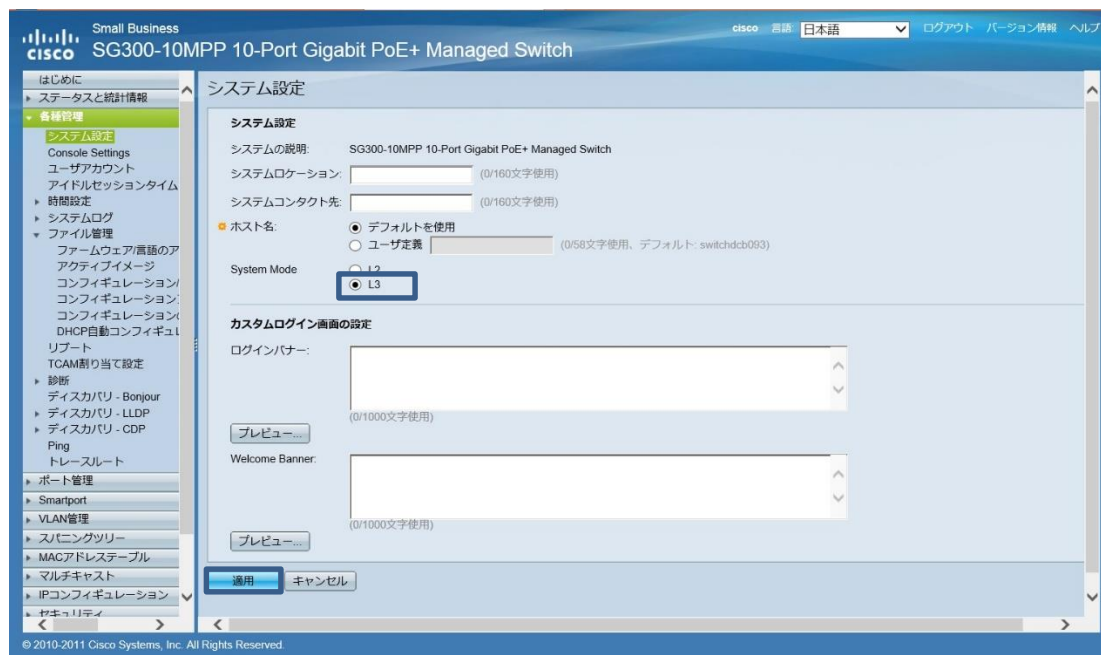 Small Business
cisco
SG300-10MPP 10-Port Gigabit PoE+ Managed Switch
cisco 言語 日本語 ログアウト バージョン情報 ヘルプ
はじめに
ステータスと統計情報
各種管理
システム設定
Console Settings
ユーザアカウント
アイドルセッションタイム
時間設定
システムログ
ファイル管理
ファームウェア/言語のア
アクティブイメージ
コンフィギュレーション/
コンフィギュレーション
コンフィギュレーション
DHCP自動コンフィギュレ
リブート
TCAM割り当て設定
診断
ディスカバリ - Bonjour
ディスカバリ - LLDP
ディスカバリ - CDP
Ping
トレースルート
ポート管理
Smartport
VLAN管理
スパニングツリー
MACアドレステーブル
マルチキャスト
IPコンフィギュレーション
セキュリティ
システム設定
システム設定
システムの説明: SG300-10MPP 10-Port Gigabit PoE+ Managed Switch
システムロケーション: (0/160文字使用)
システムコンタクト先: (0/160文字使用)
ホスト名: デフォルトを使用
ユーザ定義 (0/58文字使用、デフォルト: switchdcb093)
System Mode L2
L3
カスタムログイン画面の設定
ログインバナー:
(0/1000文字使用)
プレビュー...
Welcome Banner:
(0/1000文字使用)
プレビュー...
適用 キャンセル
© 2010-2011 Cisco Systems, Inc. All Rights Reserved.